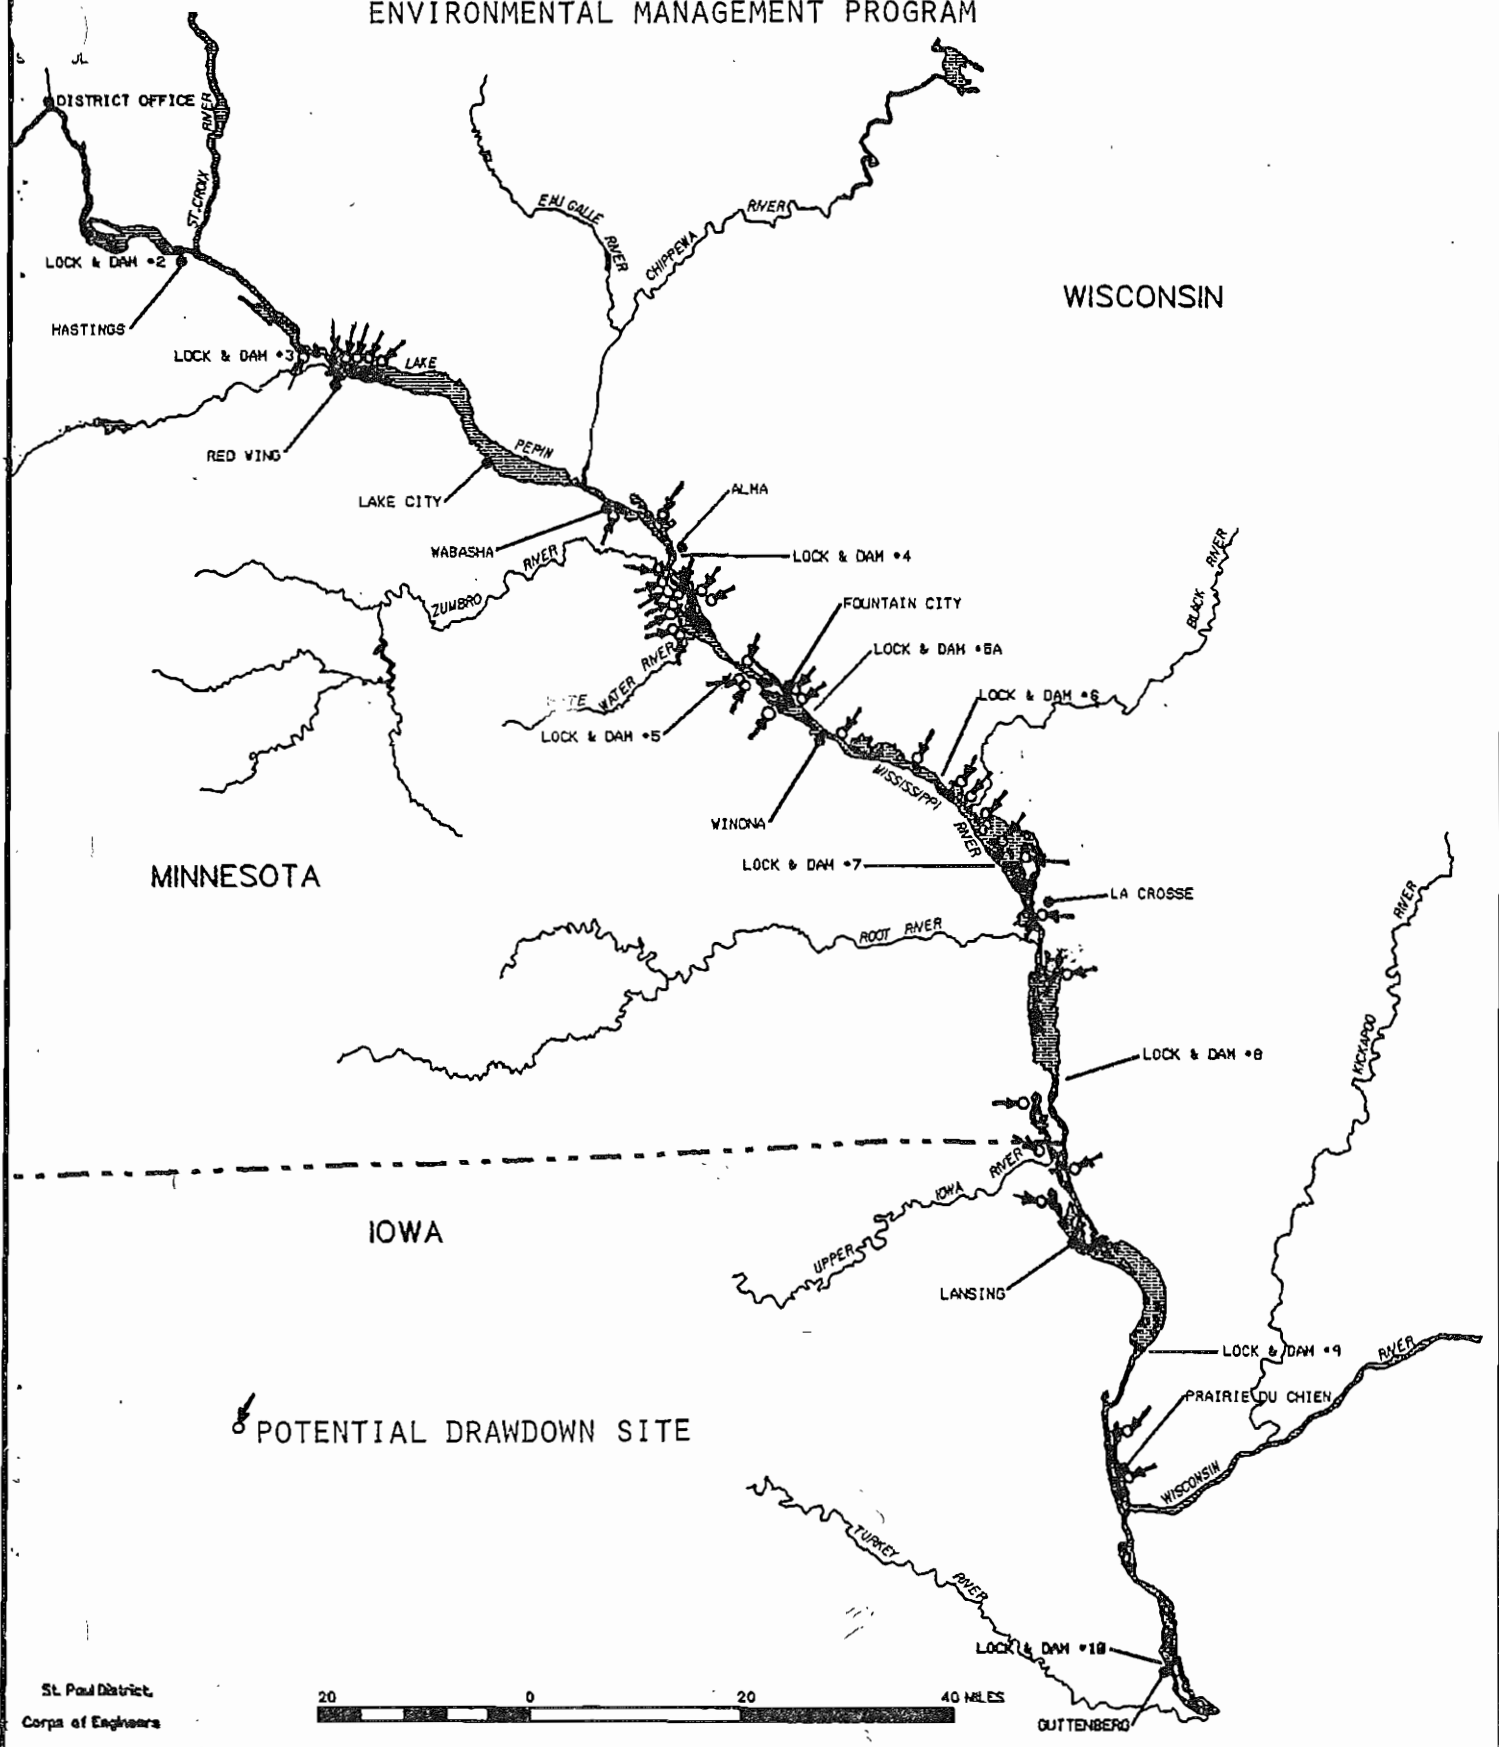 ENVIRONMENTAL MANAGEMENT PROGRAM
DISTRICT OFFICE
ST. CROIX RIVER
LOCK & DAM #2
HASTINGS
EAU GALLE RIVER
CHIPPEWA RIVER
WISCONSIN
LOCK & DAM #3
LAKE PEPIN
RED WING
LAKE CITY
ALMA
WABASHA
LOCK & DAM #4
ZUMBRO RIVER
FOUNTAIN CITY
BLACK RIVER
LOCK & DAM #5A
WATER RIVER
LOCK & DAM #6
LOCK & DAM #5
MISSISSIPPI RIVER
WINONA
LOCK & DAM #7
MINNESOTA
LA CROSSE
ROOT RIVER
KICKAPOO RIVER
LOCK & DAM #8
UPPER IOWA RIVER
IOWA
LANSING
LOCK & DAM #9
PRAIRIE DU CHIEN
WISCONSIN RIVER
POTENTIAL DRAWDOWN SITE
TURKEY RIVER
LOCK & DAM #10
GUTTENBERG
St. Paul District,
Corps of Engineers
20 0 20 40 MILES